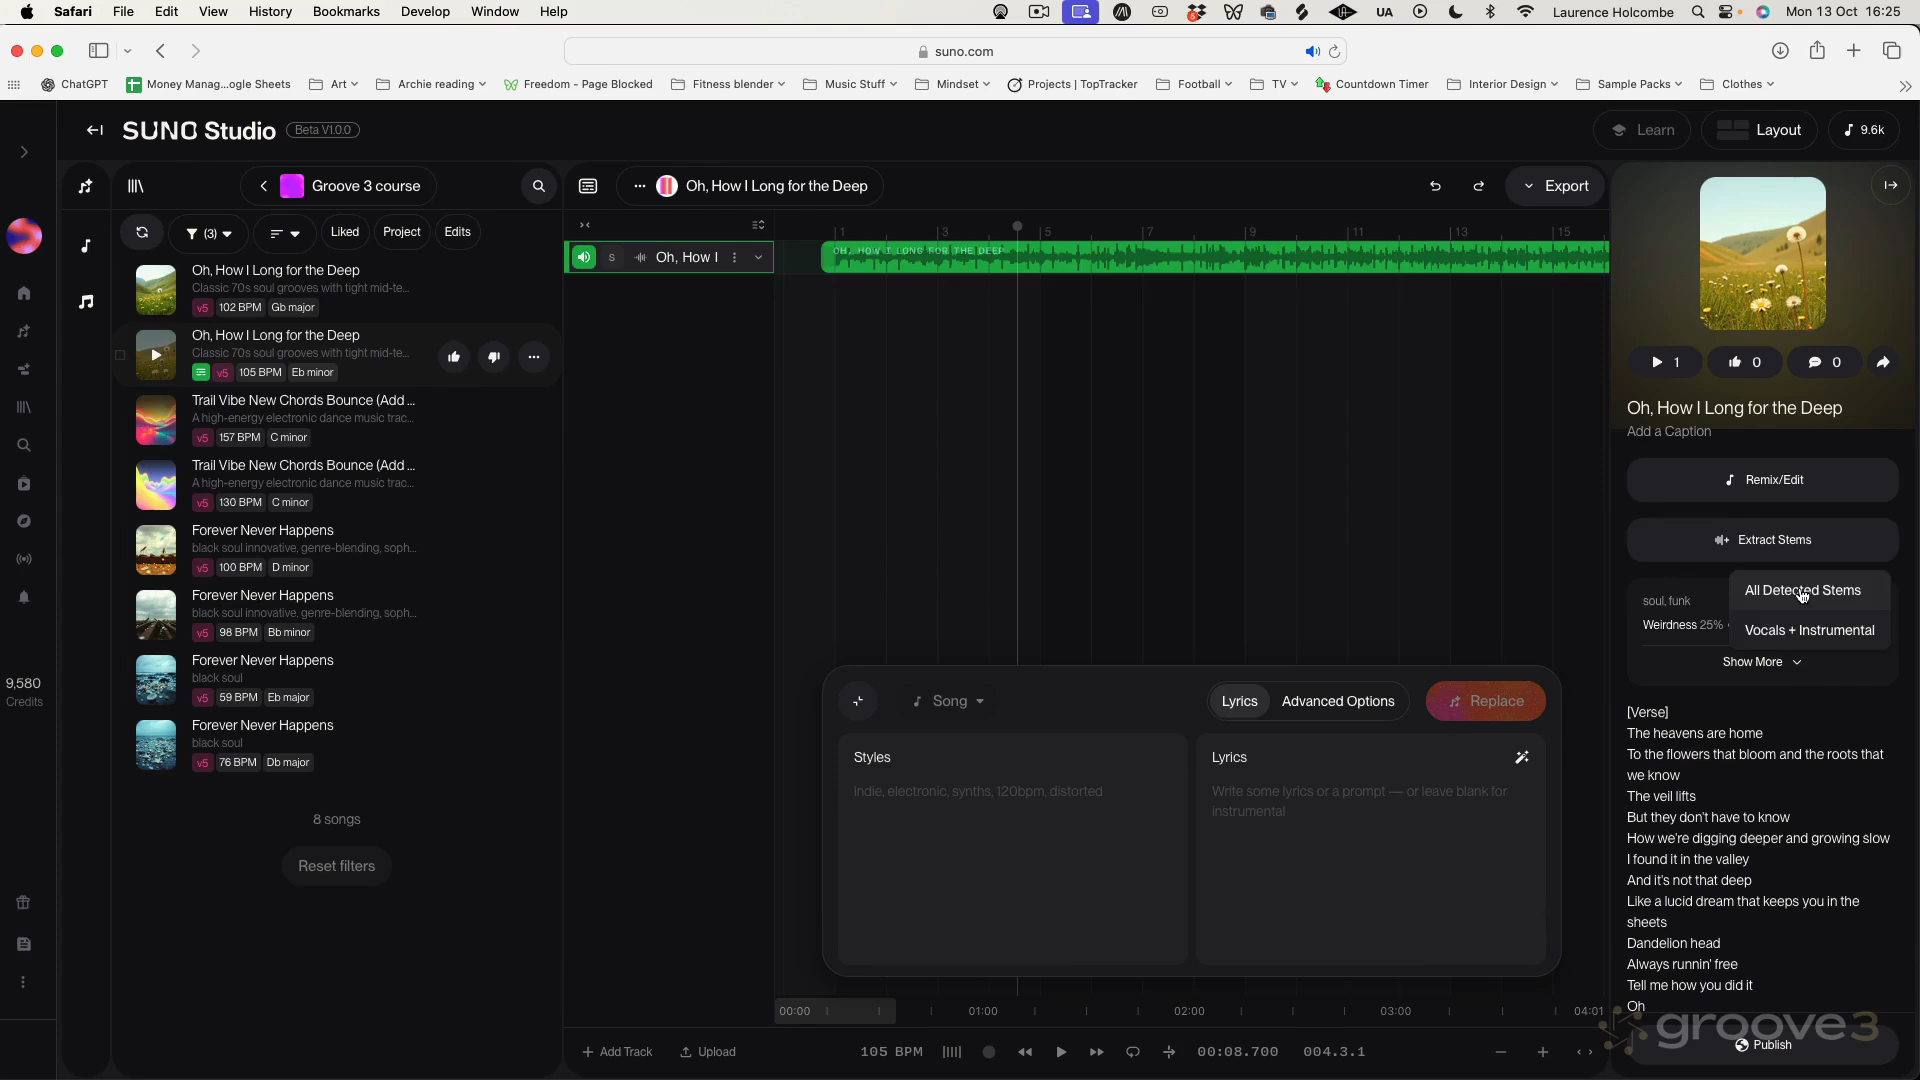 Safari File Edit View History Bookmarks Develop Window Help UA Laurence Holcombe Mon 13 Oct 16:25
suno.com
ChatGPT Money Manag...ogle Sheets Art Archie reading Freedom - Page Blocked Fitness blender Music Stuff Mindset Projects | TopTracker Football TV Countdown Timer Interior Design Sample Packs Clothes
SUNO Studio Beta V1.0.0 Learn Layout 9.6k
Groove 3 course
Oh, How I Long for the Deep
Export
(3) Liked Project Edits
1 3 5 7 9 11 13 15
S Oh, How I
OH, HOW I LONG FOR THE DEEP
Oh, How I Long for the Deep
Classic 70s soul grooves with tight mid-te...
v5 102 BPM Gb major
Oh, How I Long for the Deep
Classic 70s soul grooves with tight mid-te...
v5 105 BPM Eb minor
Trail Vibe New Chords Bounce (Add ...
A high-energy electronic dance music trac...
v5 157 BPM C minor
Trail Vibe New Chords Bounce (Add ...
A high-energy electronic dance music trac...
v5 130 BPM C minor
Forever Never Happens
black soul innovative, genre-blending, soph...
v5 100 BPM D minor
Forever Never Happens
black soul innovative, genre-blending, soph...
v5 98 BPM Bb minor
Forever Never Happens
black soul
v5 59 BPM Eb major
Forever Never Happens
black soul
v5 76 BPM Db major
8 songs
Reset filters
9,580
Credits
Song Lyrics Advanced Options Replace
Styles
Indie, electronic, synths, 120bpm, distorted
Lyrics
Write some lyrics or a prompt — or leave blank for
instrumental
00:00 01:00 02:00 03:00 04:01
Add Track Upload 105 BPM 00:08.700 004.3.1
1 0 0
Oh, How I Long for the Deep
Add a Caption
Remix/Edit
Extract Stems
All Detected Stems
Vocals + Instrumental
soul, funk
Weirdness 25%
Show More
[Verse]
The heavens are home
To the flowers that bloom and the roots that
we know
The veil lifts
But they don't have to know
How we're digging deeper and growing slow
I found it in the valley
And it's not that deep
Like a lucid dream that keeps you in the
sheets
Dandelion head
Always runnin' free
Tell me how you did it
Oh
groove3
Publish